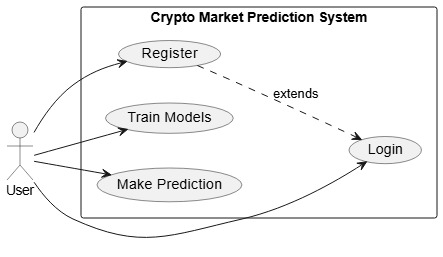 Crypto Market Prediction System
Register
extends
Train Models
Login
Make Prediction
User